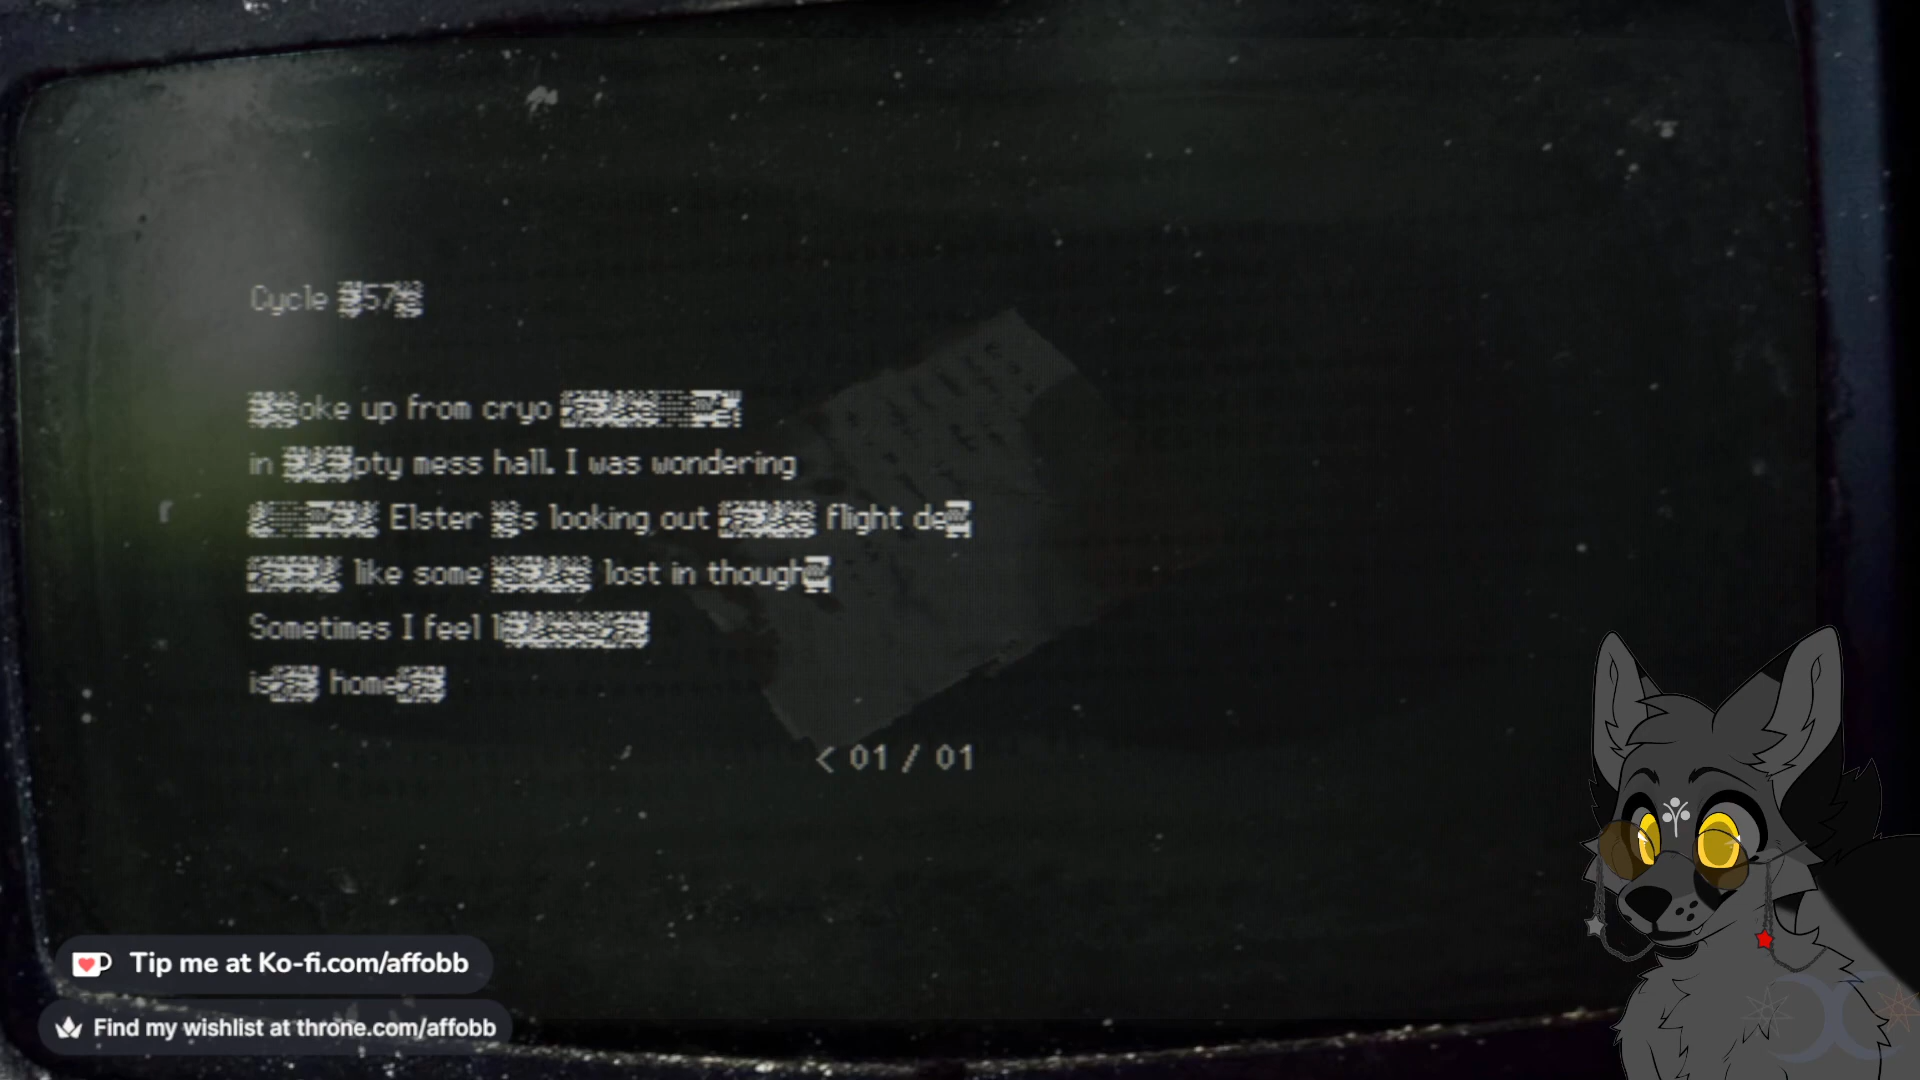 Cycle 57
oke up from cryo
in pty mess hall. I was wondering
Elster s looking out flight de
like some lost in though
Sometimes I feel l
is home
< 01 / 01
Tip me at Ko-fi.com/affobb
Find my wishlist at throne.com/affobb